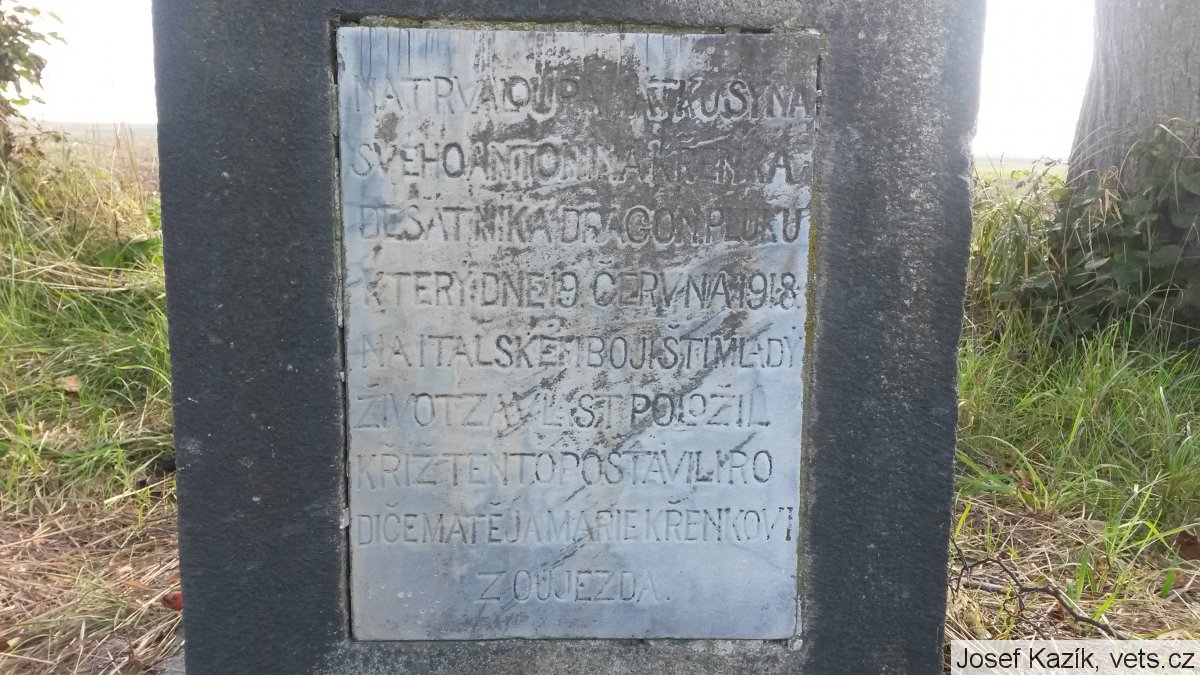 NA TRVALOU PAMÁTKU SYNA
SVÉHO ANTONÍNA KŘENKA
DESÁTNÍKA DRAGON. PLUKU
KTERÝ DNE 19 ČERVNA 1918
NA ITALSKÉM BOJIŠTI MLADÝ
ŽIVOT ZA VLAST POLOŽIL
KŘÍŽ TENTO POSTAVILI RO
DIČE MATĚJ A MARIE KŘENKOVI
Z OUJEZDA.
Josef Kazík, vets.cz